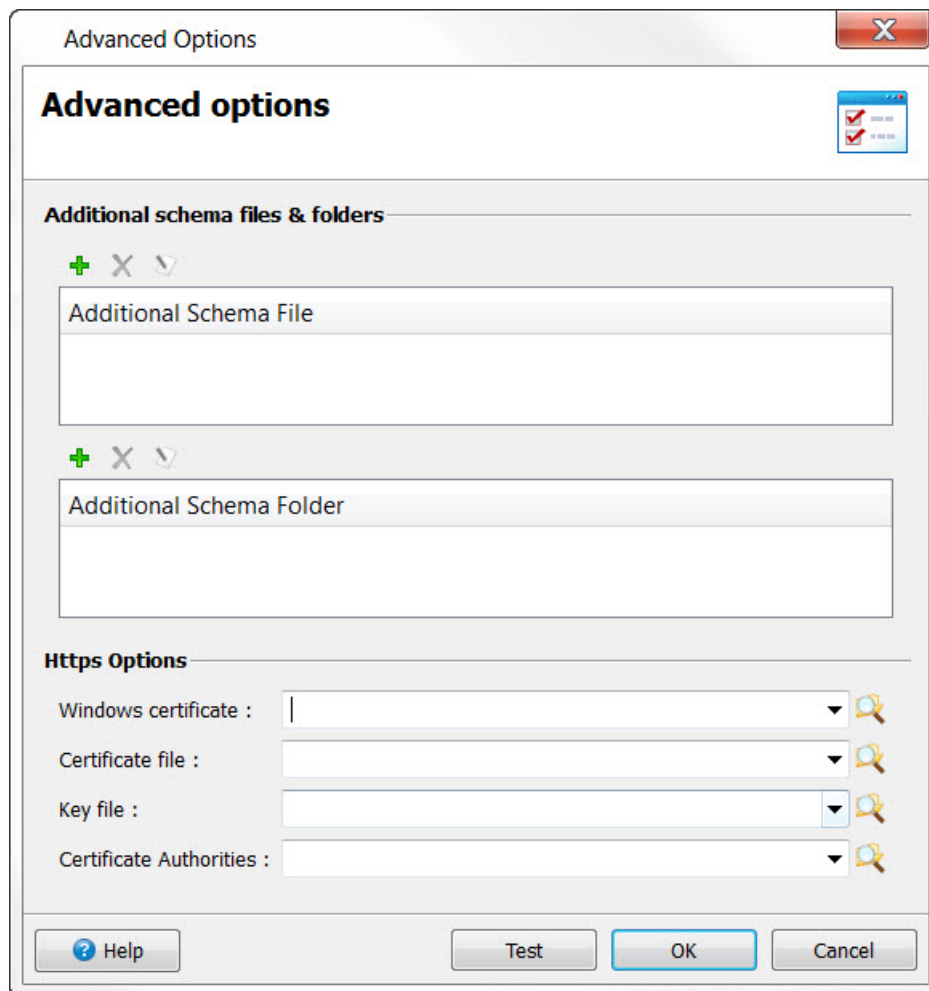 Advanced Options
Advanced options
Additional schema files & folders
Additional Schema File
Additional Schema Folder
Https Options
Windows certificate :
Certificate file :
Key file :
Certificate Authorities :
Help Test OK Cancel